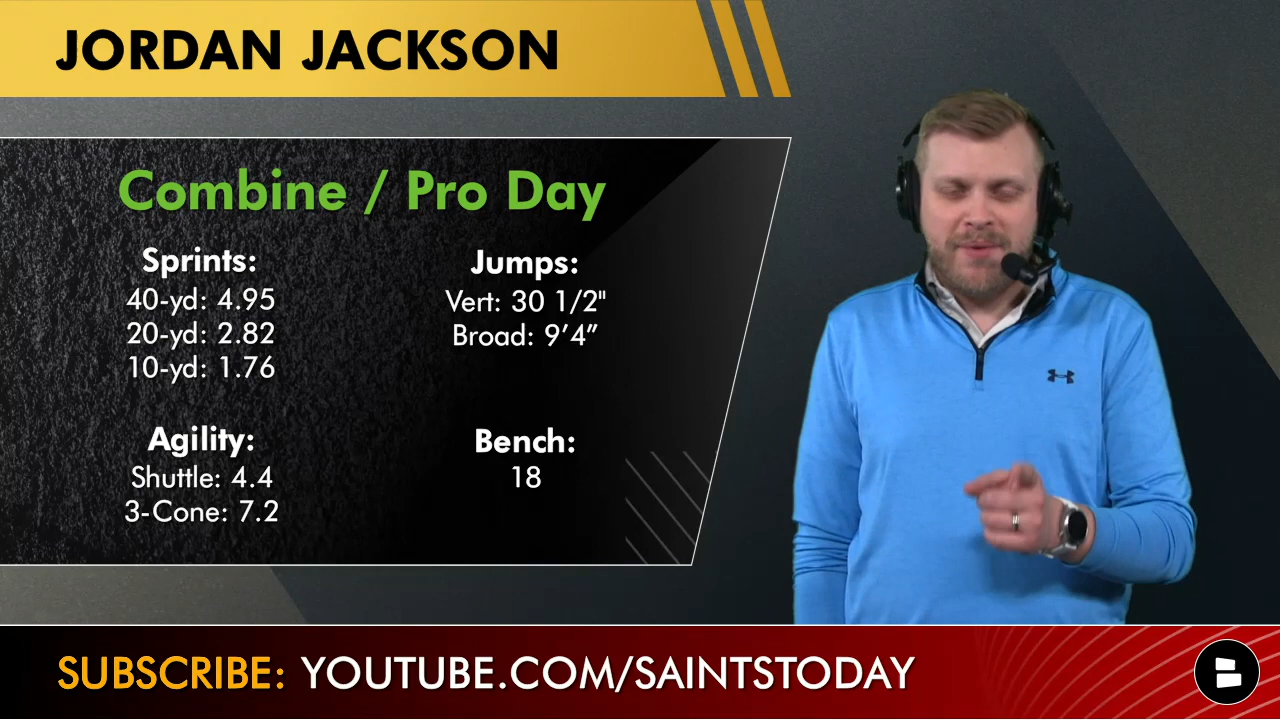 JORDAN JACKSON
Combine / Pro Day
Sprints:
40-yd: 4.95
20-yd: 2.82
10-yd: 1.76
Jumps:
Vert: 30 1/2"
Broad: 9’4”
Agility:
Shuttle: 4.4
3-Cone: 7.2
Bench:
18
SUBSCRIBE: YOUTUBE.COM/SAINTSTODAY